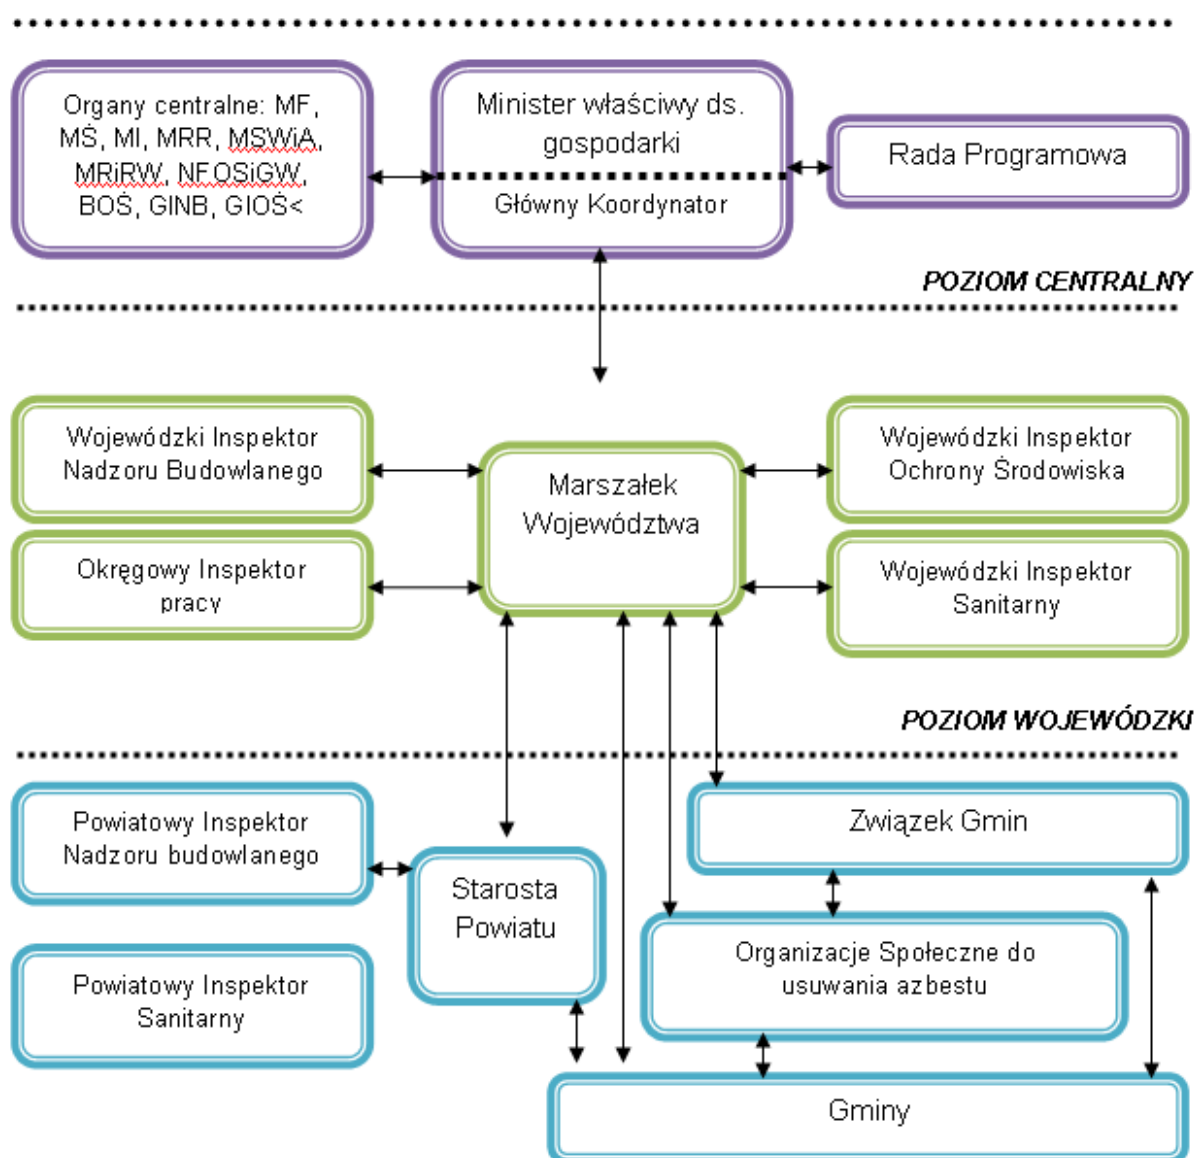 Organy centralne: MF,
MŚ, MI, MRR, MSWiA,
MRiRW, NFOSiGW,
BOŚ, GINB, GIOŚ<
Minister właściwy ds.
gospodarki
Główny Koordynator
Rada Programowa
POZIOM CENTRALNY
Wojewódzki Inspektor
Nadzoru Budowlanego
Okręgowy Inspektor
pracy
Marszałek
Województwa
Wojewódzki Inspektor
Ochrony Środowiska
Wojewódzki Inspektor
Sanitarny
POZIOM WOJEWÓDZKI
Powiatowy Inspektor
Nadzoru budowlanego
Powiatowy Inspektor
Sanitarny
Starosta
Powiatu
Związek Gmin
Organizacje Społeczne do
usuwania azbestu
Gminy